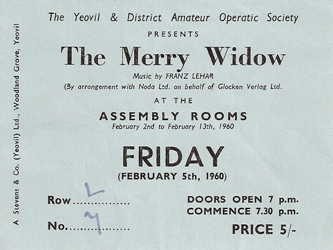 The Yeovil & District Amateur Operatic Society
PRESENTS
The Merry Widow
Music by FRANZ LEHAR
(By arrangement with Noda Ltd. on behalf of Glocken Verlag Ltd.
AT THE
ASSEMBLY ROOMS
February 2nd to February 13th, 1960
FRIDAY
(FEBRUARY 5th, 1960)
Row L
No.
DOORS OPEN 7 p.m.
COMMENCE 7.30 p.m.
PRICE 5/-
A Stevens & Co. (Yeovil) Ltd., Woodland Grove, Yeovil